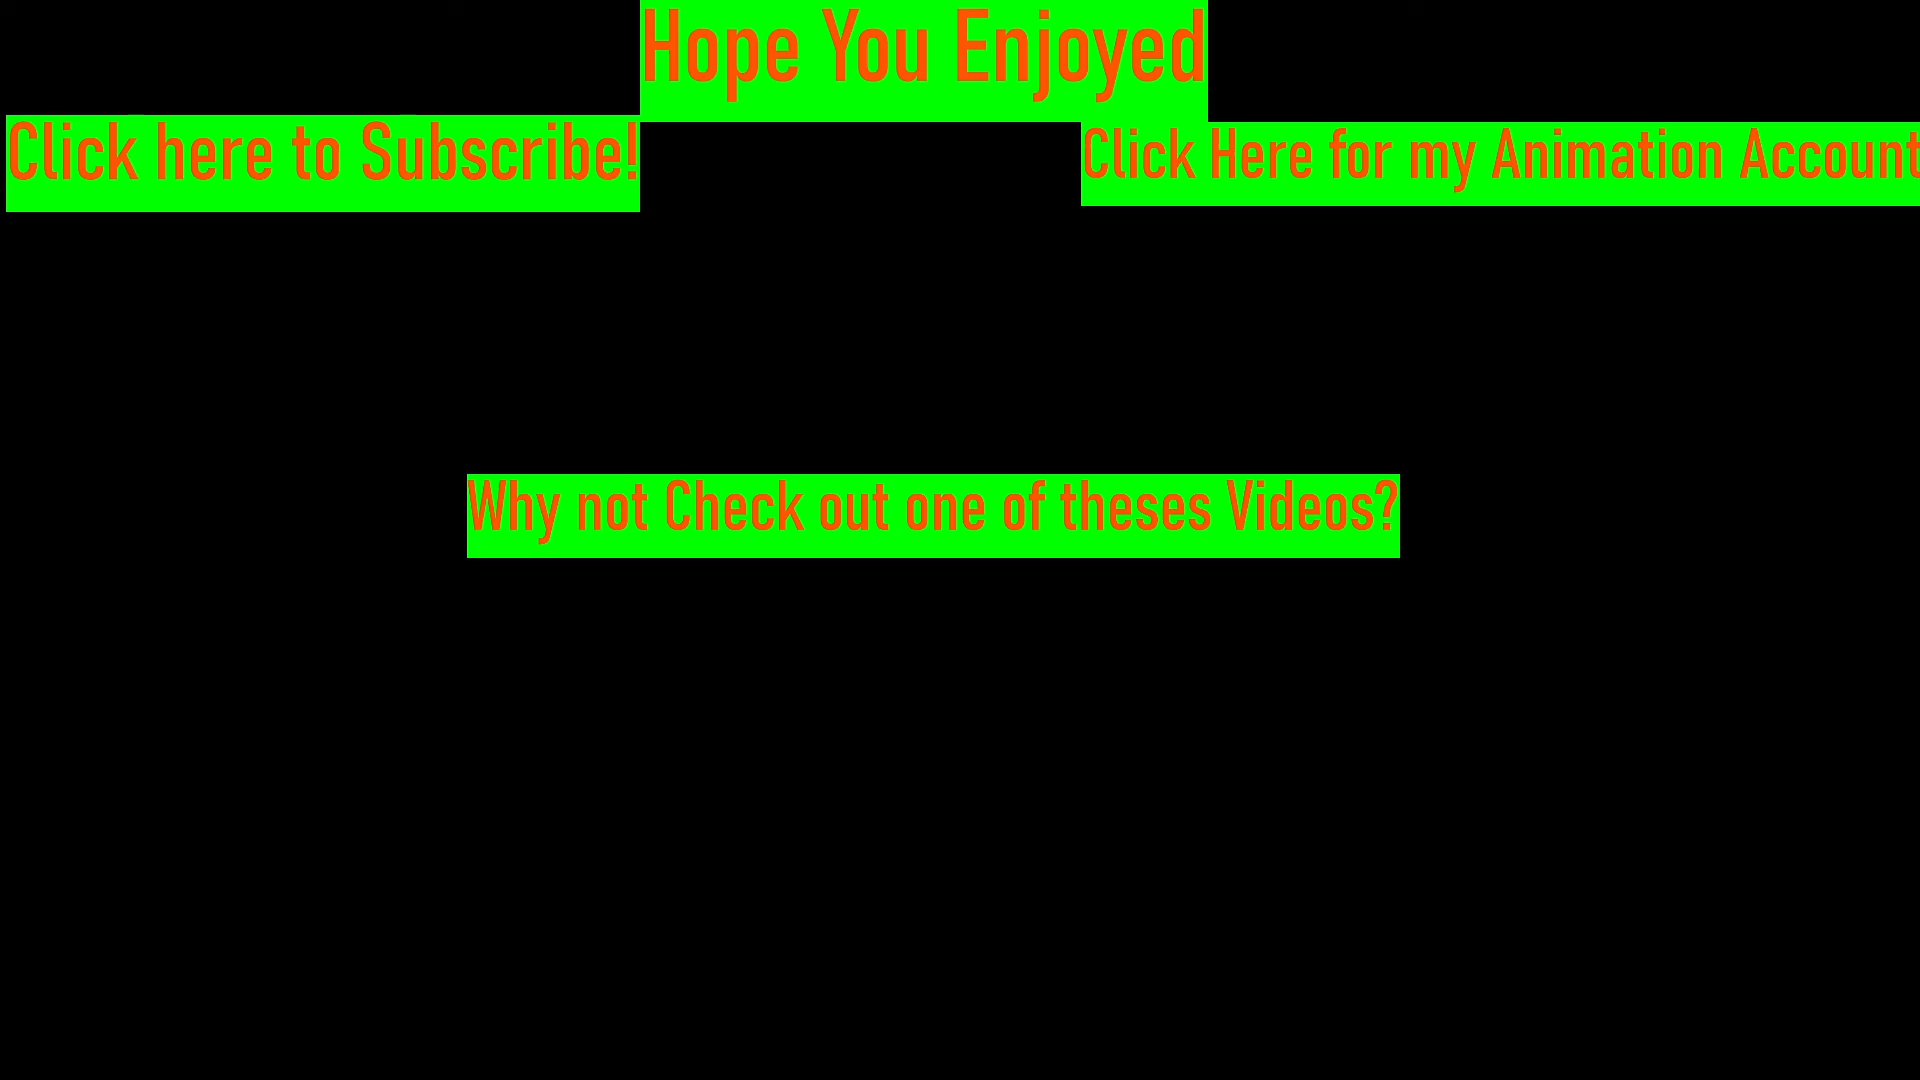 Hope You Enjoyed
Click here to Subscribe!
Click Here for my Animation Account
Why not Check out one of theses Videos?